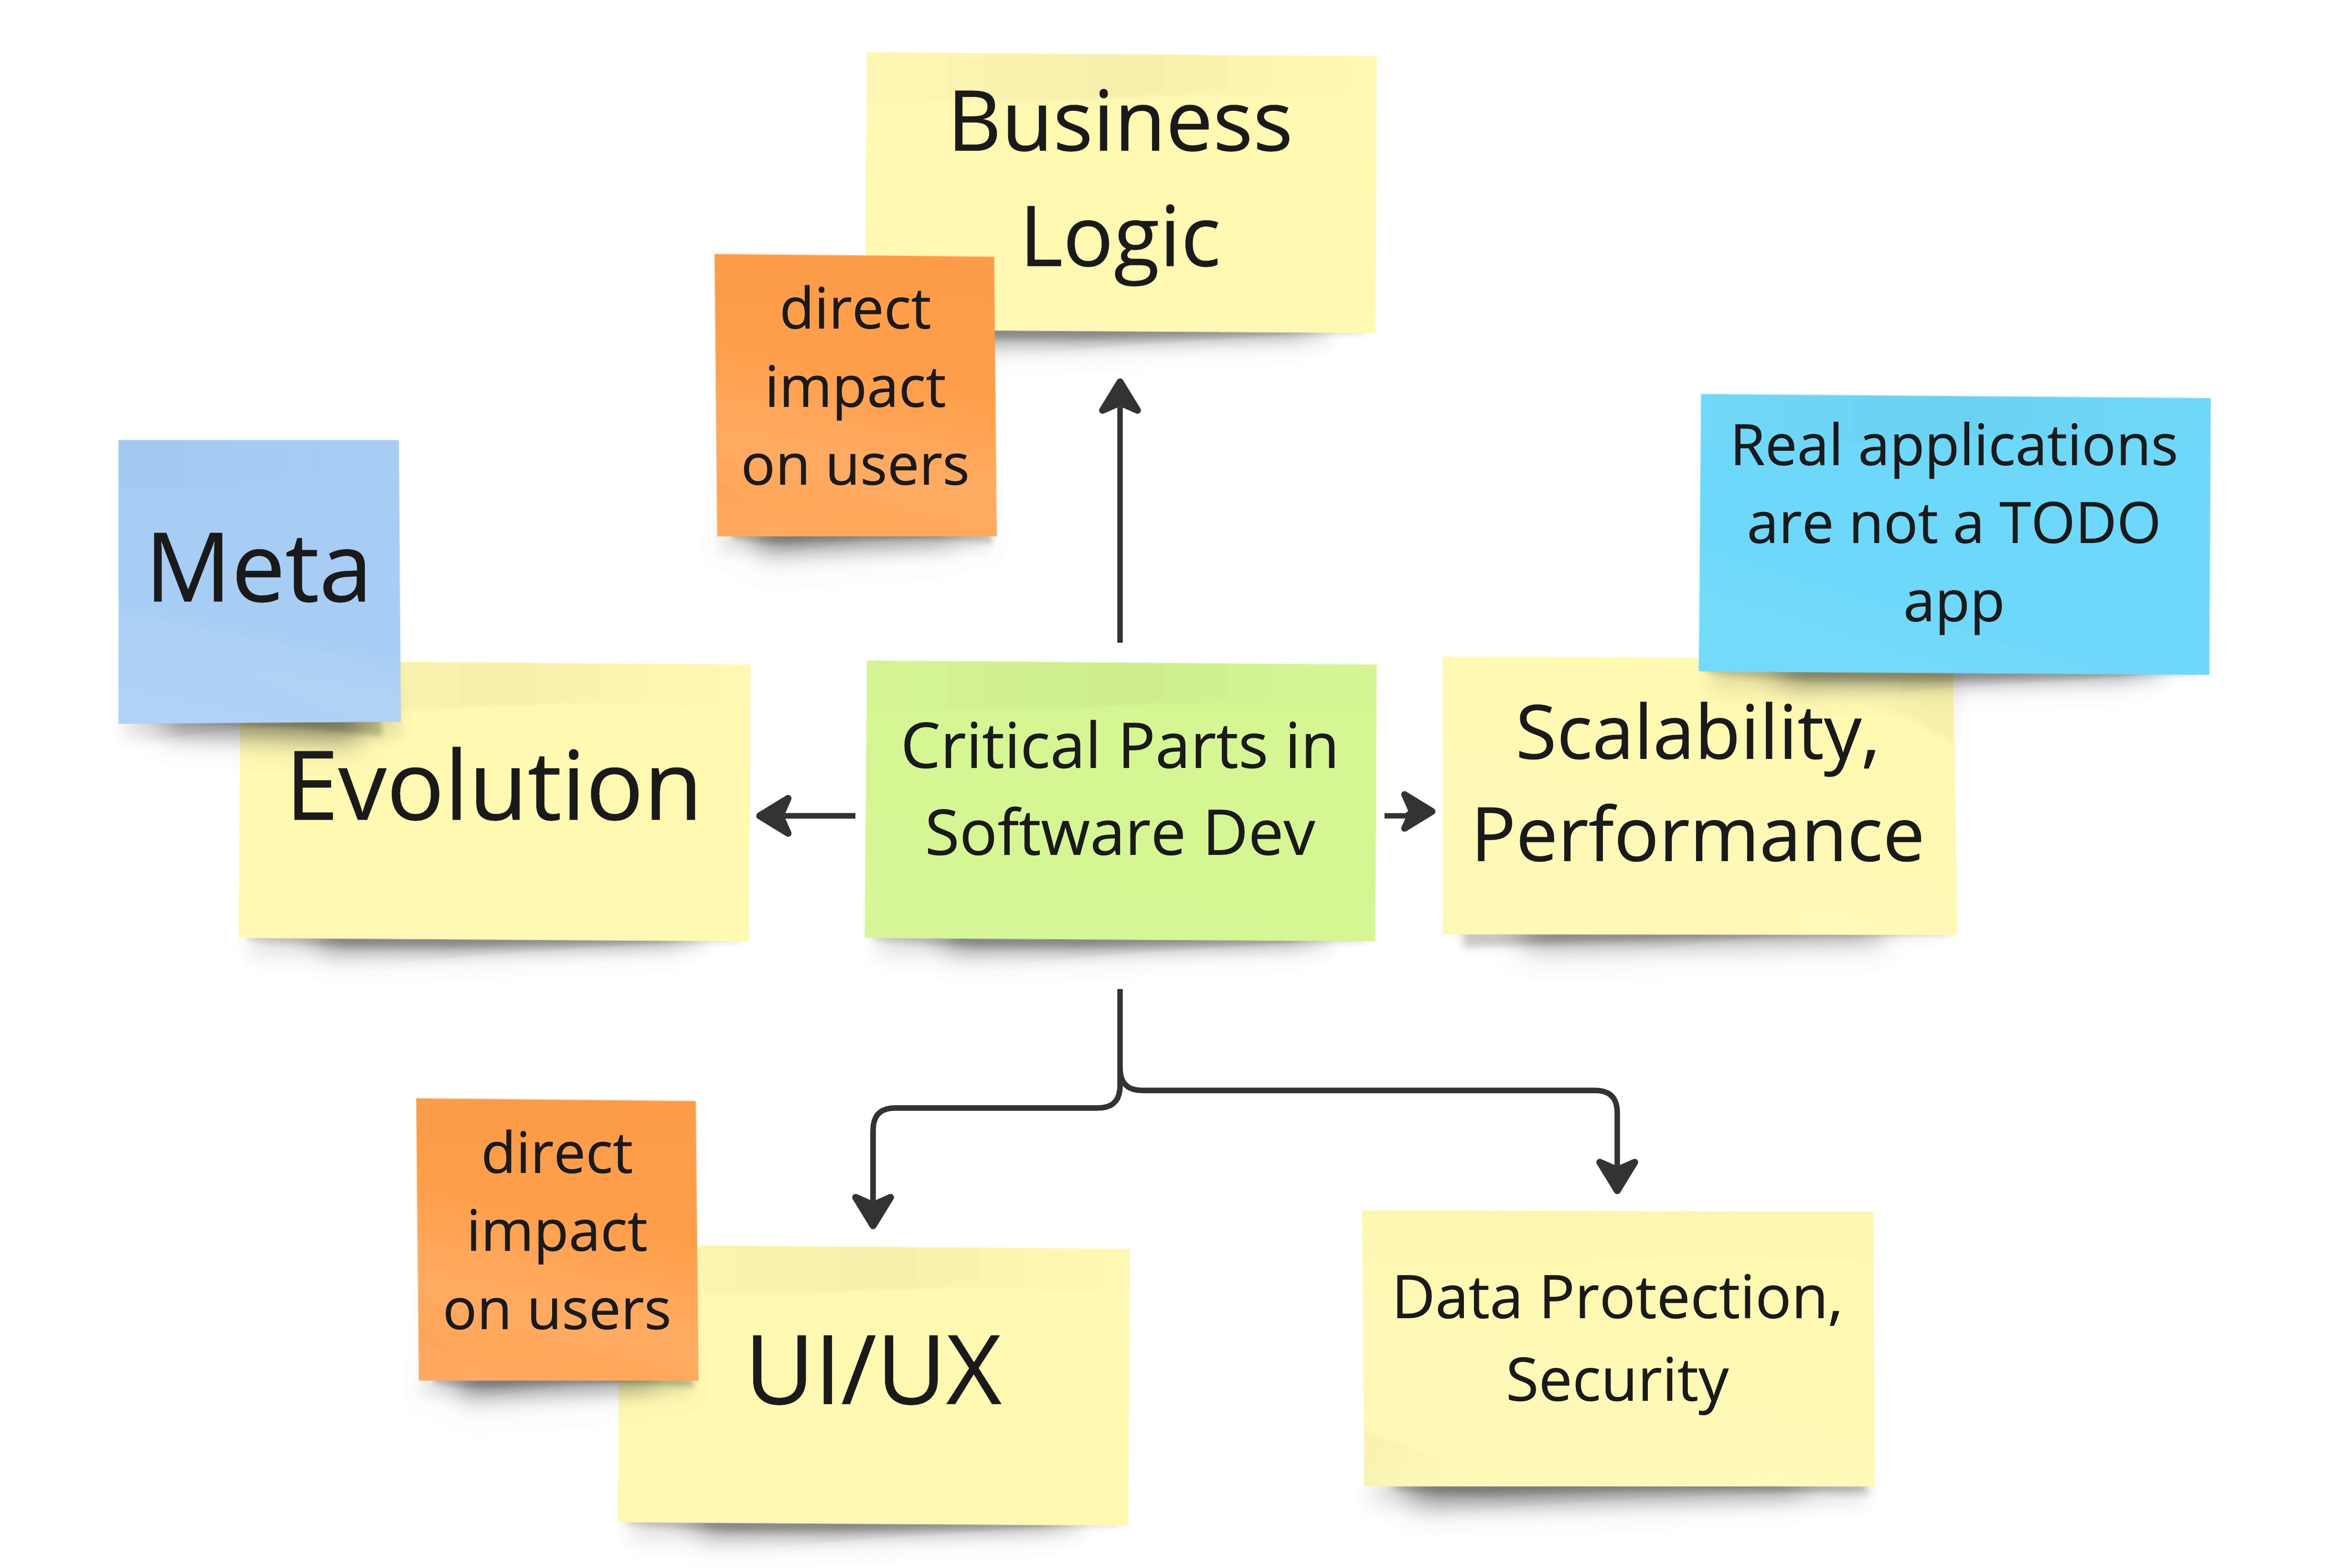 Business
Logic
direct
impact
on users
Real applications
are not a TODO
app
Meta
Evolution
Critical Parts in
Software Dev
Scalability,
Performance
direct
impact
on users
UI/UX
Data Protection,
Security